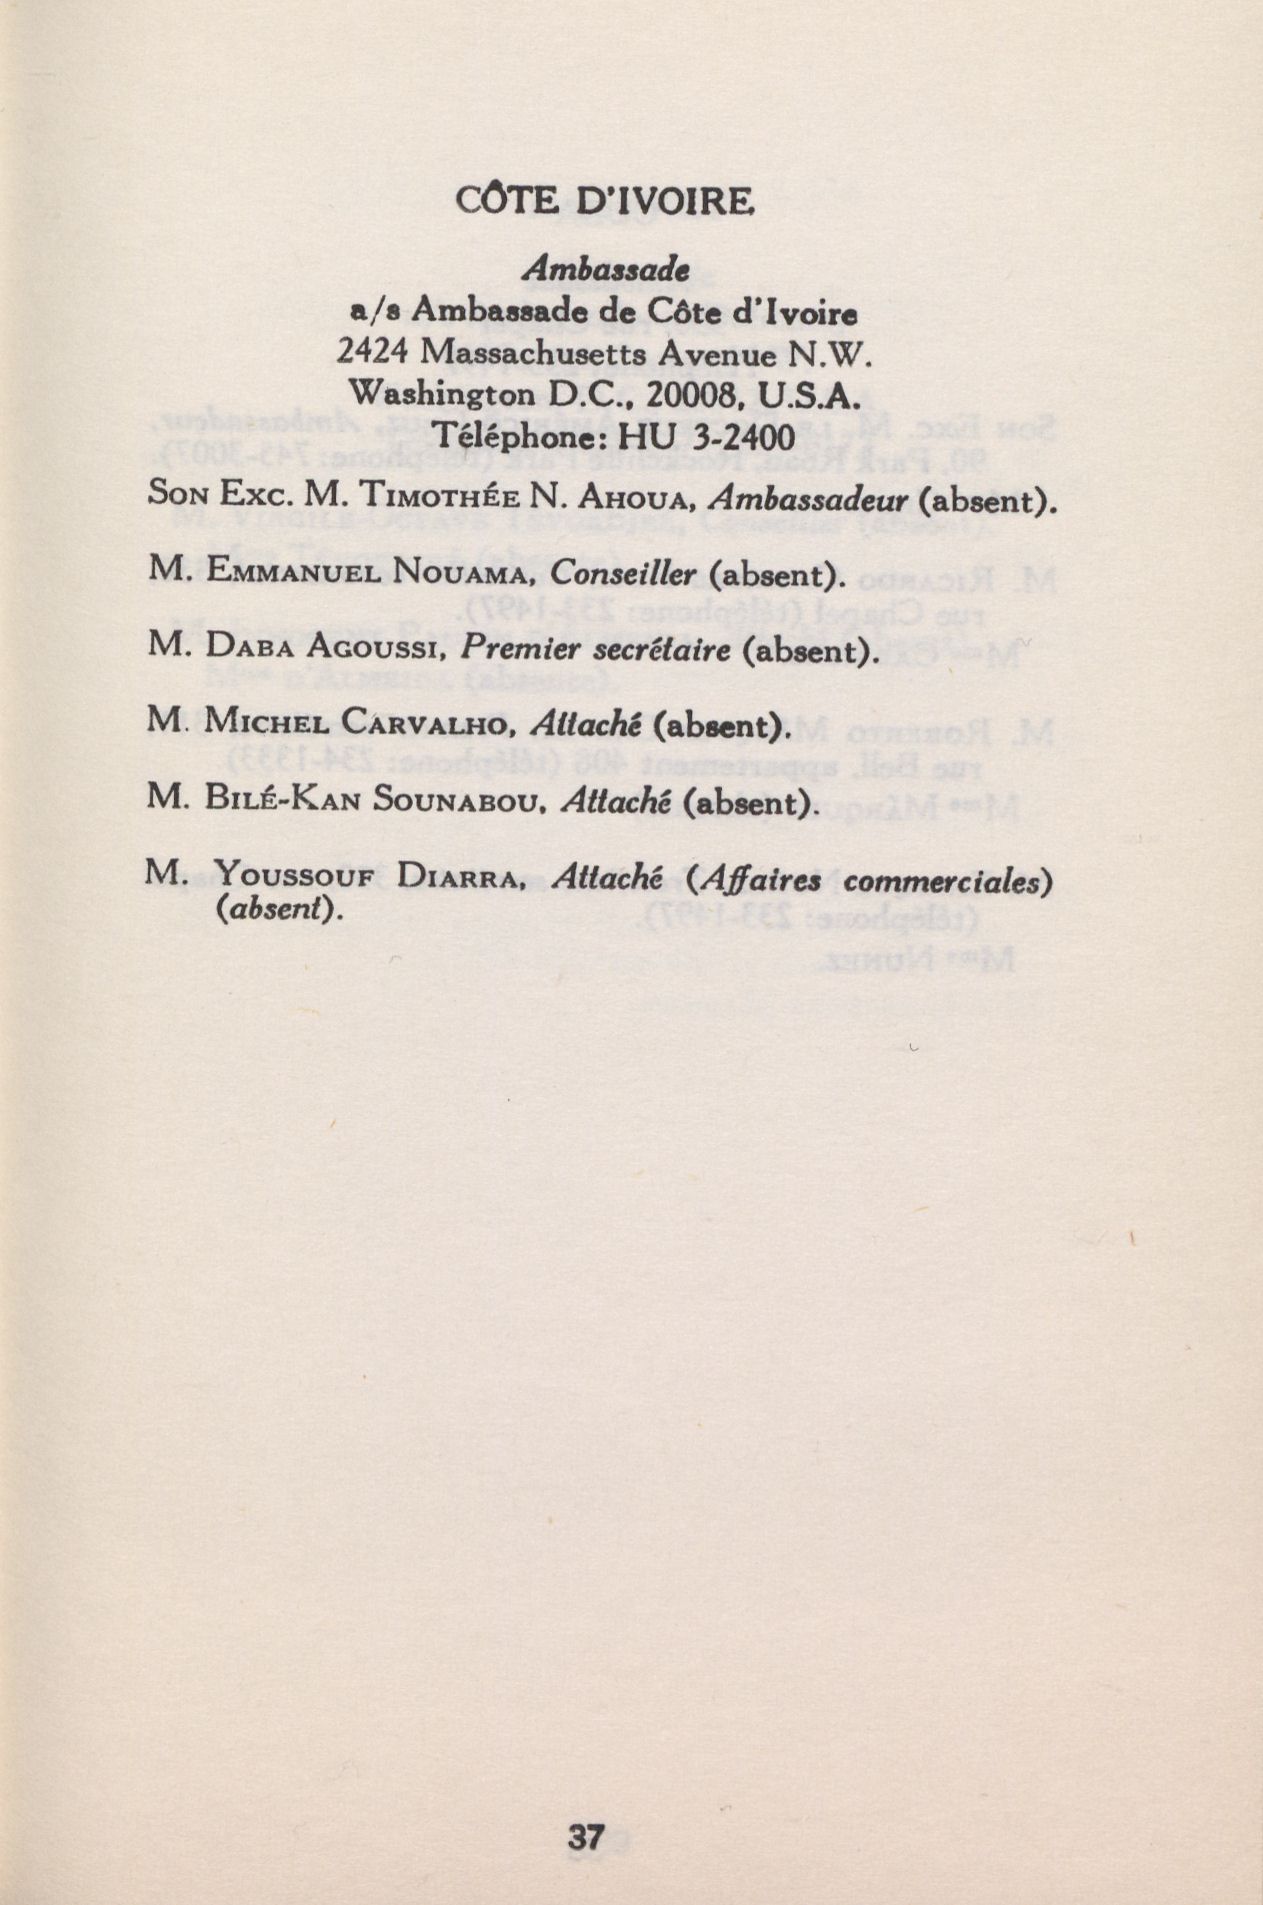 CÔTE D'IVOIRE
Ambassade
a/s Ambassade de Côte d'Ivoire
2424 Massachusetts Avenue N.W.
Washington D.C., 20008, U.S.A.
Téléphone: HU 3-2400
SON EXC. M. TIMOTHÉE N. AHOUA, Ambassadeur (absent).
M. EMMANUEL NOUAMA, Conseiller (absent).
M. DABA AGOUSSI, Premier secrétaire (absent).
M. MICHEL CARVALHO, Attaché (absent).
M. BILÉ-KAN SOUNABOU, Attaché (absent).
M. YOUSSOUF DIARRA, Attaché (Affaires commerciales)
(absent).
37